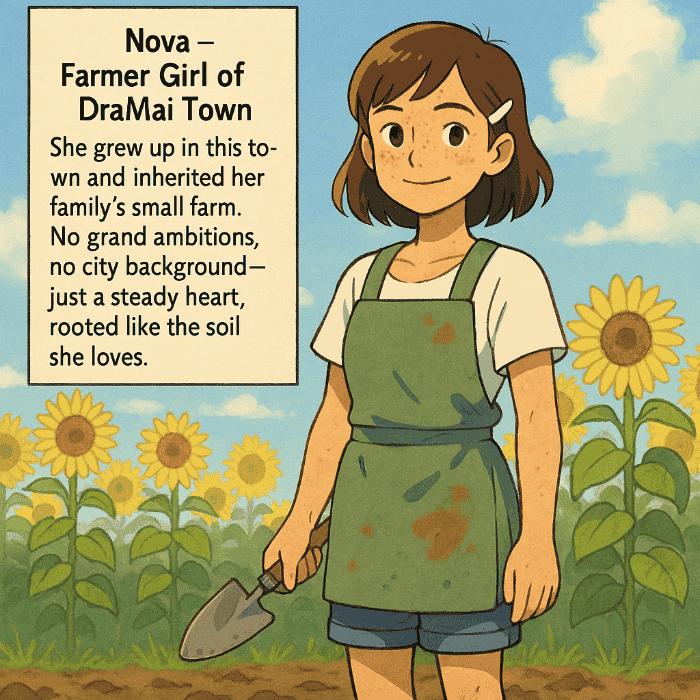 Nova –
Farmer Girl of
DraMai Town
She grew up in this to-
wn and inherited her
family's small farm.
No grand ambitions,
no city background—
just a steady heart,
rooted like the soil
she loves.